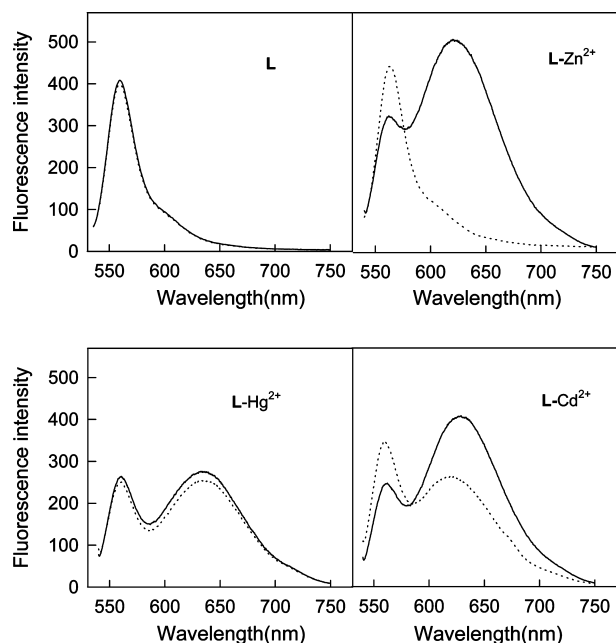 Fluorescence intensity
500
400
300
200
100
0
L
L-Zn2+
550 600 650 700 750
550 600 650 700 750
Wavelength(nm)
Wavelength(nm)
Fluorescence intensity
500
400
300
200
100
0
L-Hg2+
L-Cd2+
550 600 650 700 750
550 600 650 700 750
Wavelength(nm)
Wavelength(nm)